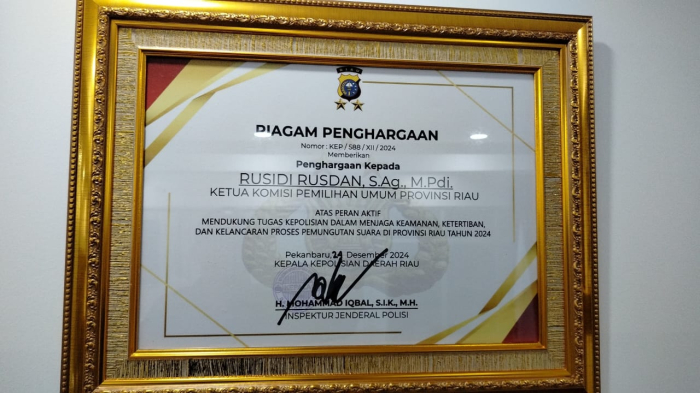 PIAGAM PENGHARGAAN
Nomor : KEP / 588 / XII / 2024
Memberikan
Penghargaan Kepada
RUSIDI RUSDAN, S.Ag., M.Pdi.
KETUA KOMISI PEMILIHAN UMUM PROVINSI RIAU
ATAS PERAN AKTIF
MENDUKUNG TUGAS KEPOLISIAN DALAM MENJAGA KEAMANAN, KETERTIBAN,
DAN KELANCARAN PROSES PEMUNGUTAN SUARA DI PROVINSI RIAU TAHUN 2024
Pekanbaru, Desember 2024
KEPALA KEPOLISIAN DAERAH RIAU
H. MOHAMMAD IQBAL, S.I.K., M.H.
INSPEKTUR JENDERAL POLISI